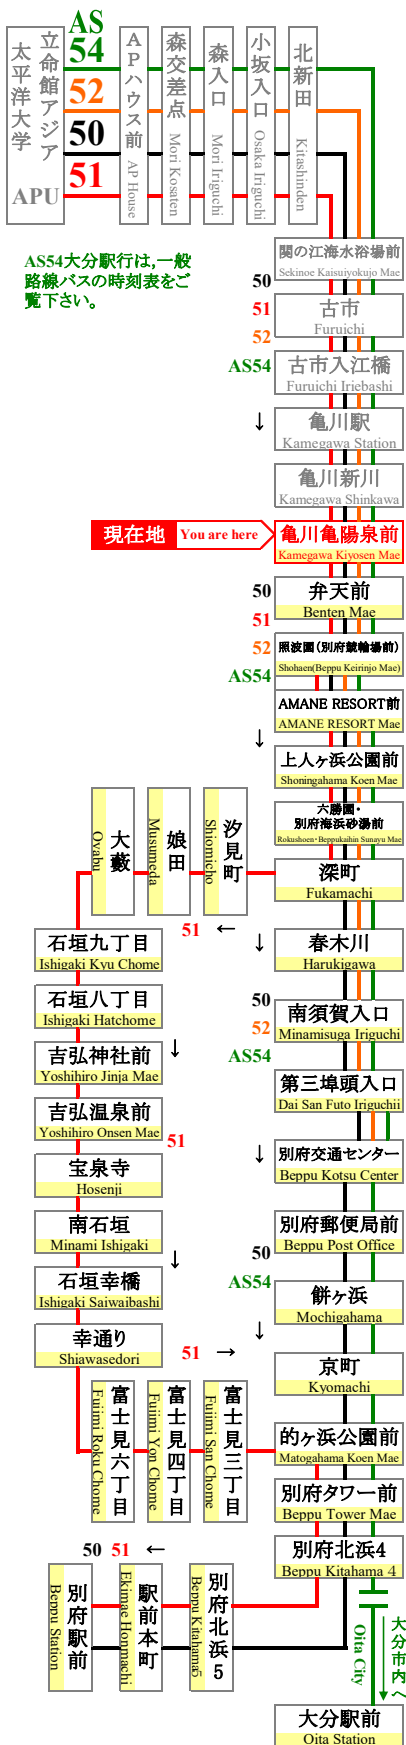 AS
54
52
50
51
立命館アジア
太平洋大学
APU
APハウス前
AP House
森交差点
Mori Kosaten
森入口
Mori Iriguchi
小坂入口
Osaka Iriguchi
北新田
Kitashinden
AS54大分駅行は,一般
路線バスの時刻表をご
覧下さい。
関の江海水浴場前
Sekinoe Kaisuiyokujo Mae
50
51
52
AS54
↓
古市
Furuichi
古市入江橋
Furuichi Iriebashi
亀川駅
Kamegawa Station
亀川新川
Kamegawa Shinkawa
現在地 You are here
亀川亀陽泉前
Kamegawa Kiyosen Mae
50
51
52
AS54
↓
弁天前
Benten Mae
照波園(別府競輪場前)
Shohaen(Beppu Keirinjo Mae)
AMANE RESORT前
AMANE RESORT Mae
上人ヶ浜公園前
Shoningahama Koen Mae
六勝園・
別府海浜砂湯前
Rokushoen・Beppukaihin Sunayu Mae
深町
Fukamachi
汐見町
Shiomicho
娘田
Musumeda
大藪
Oyabu
51 ←
石垣九丁目
Ishigaki Kyu Chome
石垣八丁目
Ishigaki Hatchome
吉弘神社前
Yoshihiro Jinja Mae
↓
吉弘温泉前
Yoshihiro Onsen Mae
51
宝泉寺
Hosenji
南石垣
Minami Ishigaki
↓
石垣幸橋
Ishigaki Saiwaibashi
幸通り
Shiawasedori
51 →
富士見六丁目
Fujimi Roku Chome
富士見四丁目
Fujimi Yon Chome
富士見三丁目
Fujimi San Chome
↓
春木川
Harukigawa
50
52
AS54
南須賀入口
Minamisuga Iriguchi
第三埠頭入口
Dai San Futo Iriguchii
↓
別府交通センター
Beppu Kotsu Center
別府郵便局前
Beppu Post Office
50
AS54
↓
餅ヶ浜
Mochigahama
京町
Kyomachi
的ヶ浜公園前
Matogahama Koen Mae
別府タワー前
Beppu Tower Mae
別府北浜4
Beppu Kitahama 4
50 51 ←
別府北浜5
Beppu Kitahama5
駅前本町
Ekimae Honmachi
別府駅前
Beppu Station
大分市内へ
Oita City
大分駅前
Oita Station